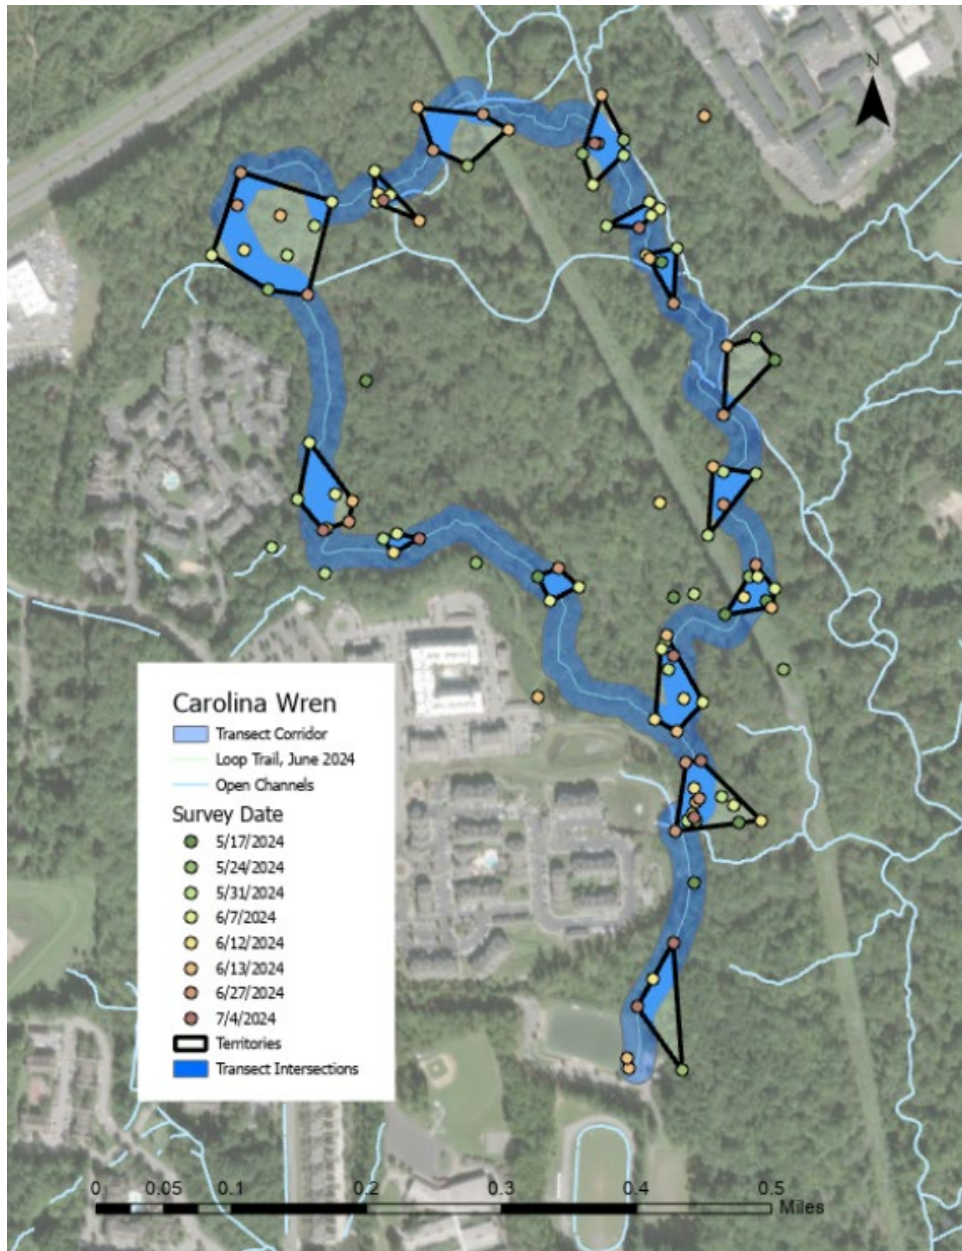 N
Carolina Wren
Transect Corridor
Loop Trail, June 2024
Open Channels
Survey Date
5/17/2024
5/24/2024
5/31/2024
6/7/2024
6/12/2024
6/13/2024
6/27/2024
7/4/2024
Territories
Transect Intersections
0 0.05 0.1 0.2 0.3 0.4 0.5
Miles